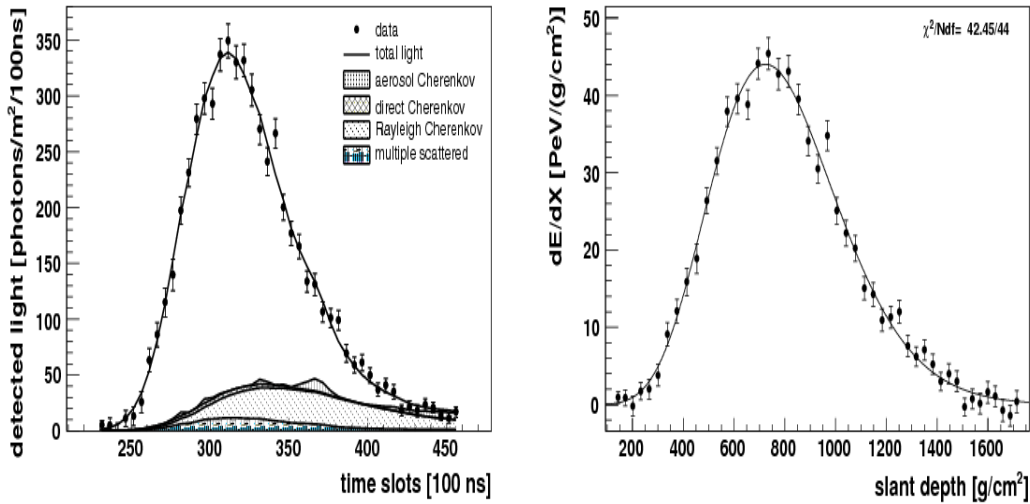 detected light [photons/m²/100ns]
350
300
250
200
150
100
50
0
data
total light
aerosol Cherenkov
direct Cherenkov
Rayleigh Cherenkov
multiple scattered
250 300 350 400 450
time slots [100 ns]
dE/dX [PeV/(g/cm²)]
50
40
30
20
10
0
χ²/Ndf= 42.45/44
200 400 600 800 1000 1200 1400 1600
slant depth [g/cm²]